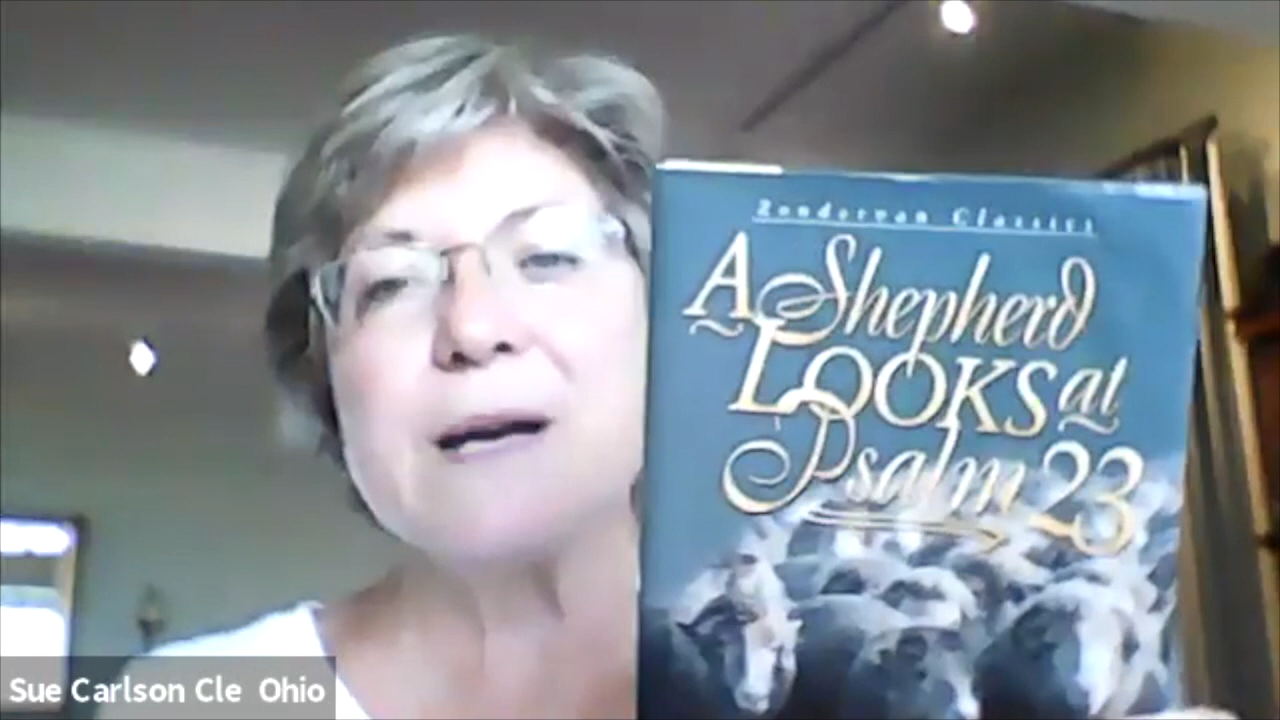 Zondervan Classics
A Shepherd
LOOKS at
Psalm 23
Sue Carlson Cle Ohio